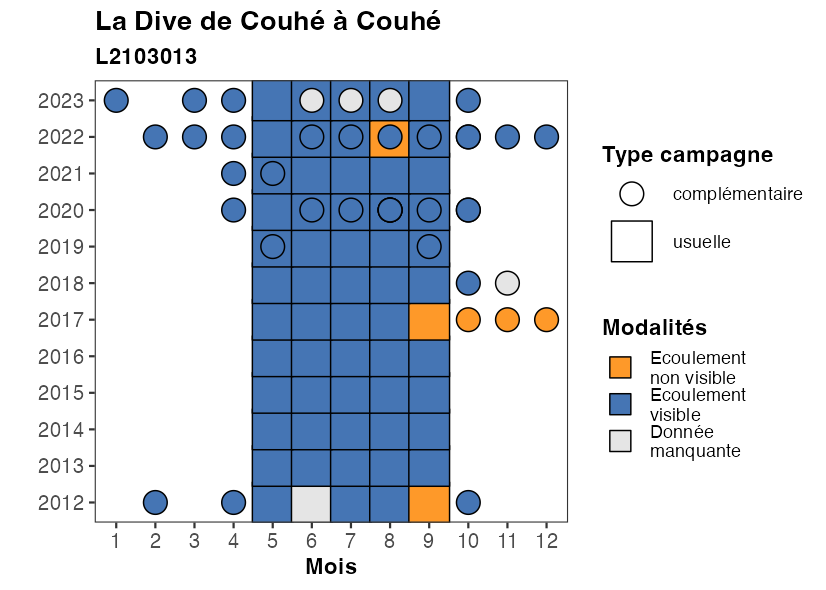 La Dive de Couhé à Couhé
L2103013
2023
2022
2021
2020
2019
2018
2017
2016
2015
2014
2013
2012
1 2 3 4 5 6 7 8 9 10 11 12
Mois
Type campagne
complémentaire
usuelle
Modalités
Ecoulement
non visible
Ecoulement
visible
Donnée
manquante